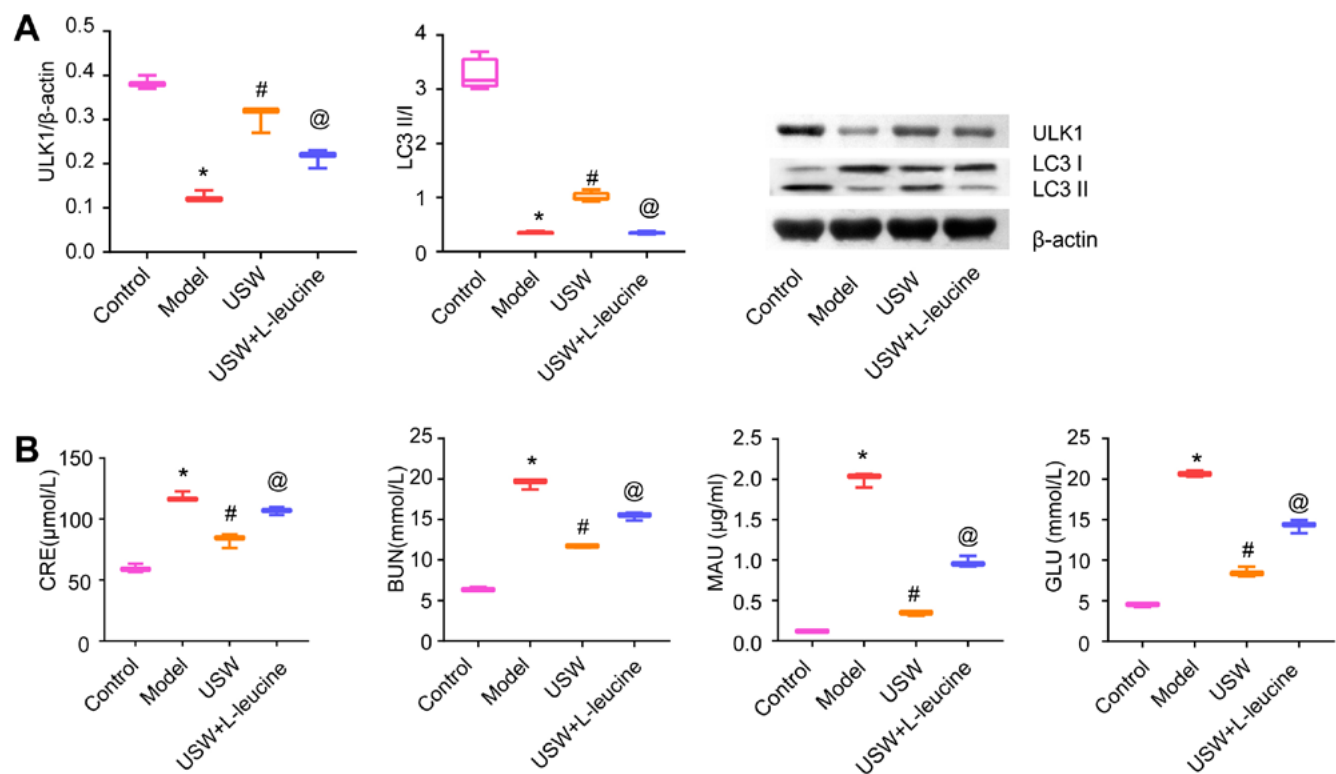 A
ULK1/β-actin
0.5
0.4
0.3
0.2
0.1
0.0
*
#
@
Control
Model
USW
USW+L-leucine
LC3 II/I
4
3
2
1
0
*
#
@
Control
Model
USW
USW+L-leucine
ULK1
LC3 I
LC3 II
β-actin
Control
Model
USW
USW+L-leucine
B
CRE(μmol/L)
150
100
50
0
*
#
@
Control
Model
USW
USW+L-leucine
BUN(mmol/L)
25
20
15
10
5
0
*
#
@
Control
Model
USW
USW+L-leucine
MAU (μg/ml)
2.5
2.0
1.5
1.0
0.5
0.0
*
#
@
Control
Model
USW
USW+L-leucine
GLU (mmol/L)
25
20
15
10
5
0
*
#
@
Control
Model
USW
USW+L-leucine